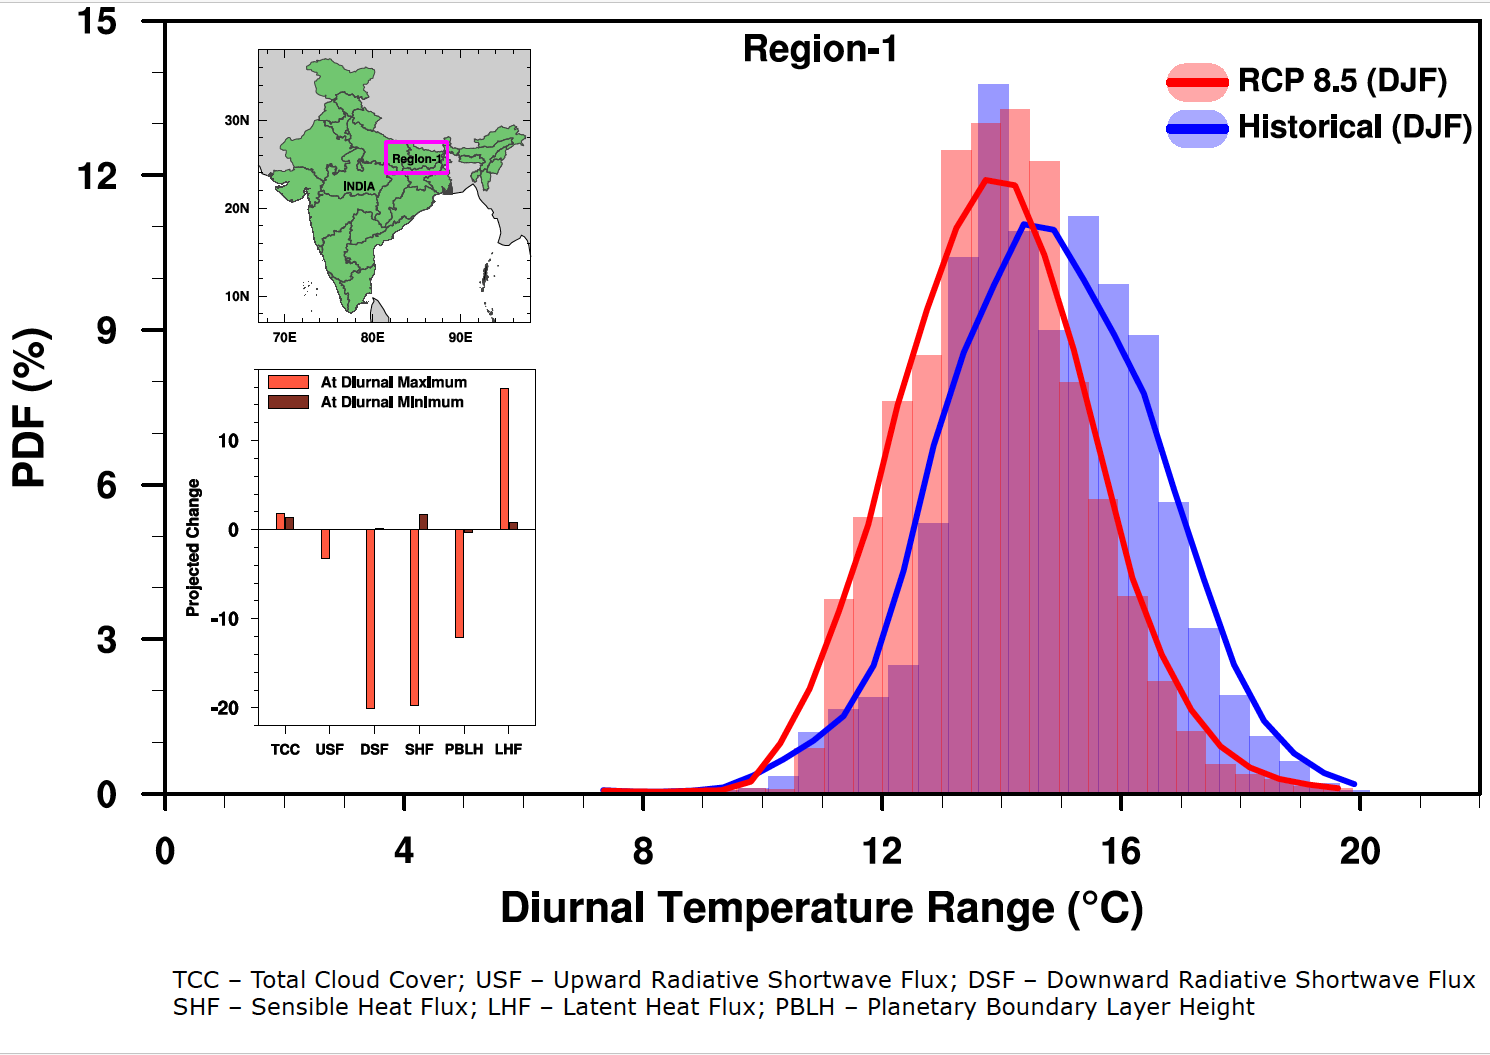 Region-1
RCP 8.5 (DJF)
Historical (DJF)
15
12
9
6
3
0
PDF (%)
30N
20N
10N
70E 80E 90E
Region-1
INDIA
At Diurnal Maximum
At Diurnal Minimum
10
0
-10
-20
Projected Change
TCC USF DSF SHF PBLH LHF
0 4 8 12 16 20
Diurnal Temperature Range (°C)
TCC – Total Cloud Cover; USF – Upward Radiative Shortwave Flux; DSF – Downward Radiative Shortwave Flux
SHF – Sensible Heat Flux; LHF – Latent Heat Flux; PBLH – Planetary Boundary Layer Height